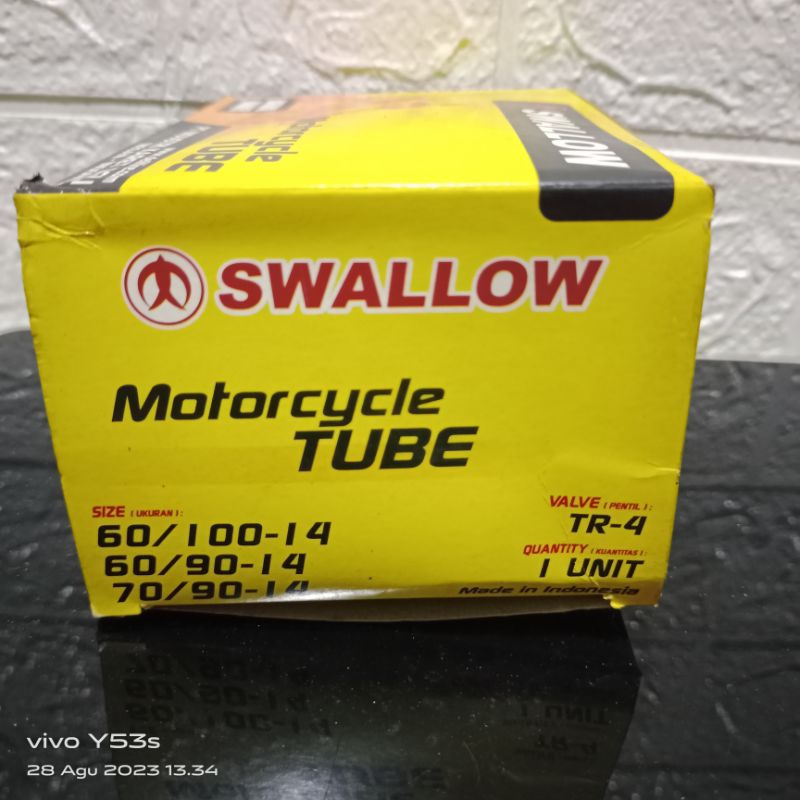 MOTITAHS
Motorcycle
TUBE
SWALLOW
Motorcycle
TUBE
SIZE (UKURAN):
60/100-14
60/90-14
70/90-14
VALVE (PENTIL):
TR-4
QUANTITY (KUANTITAS):
1 UNIT
Made in Indonesia
vivo Y53s
28 Agu 2023 13.34